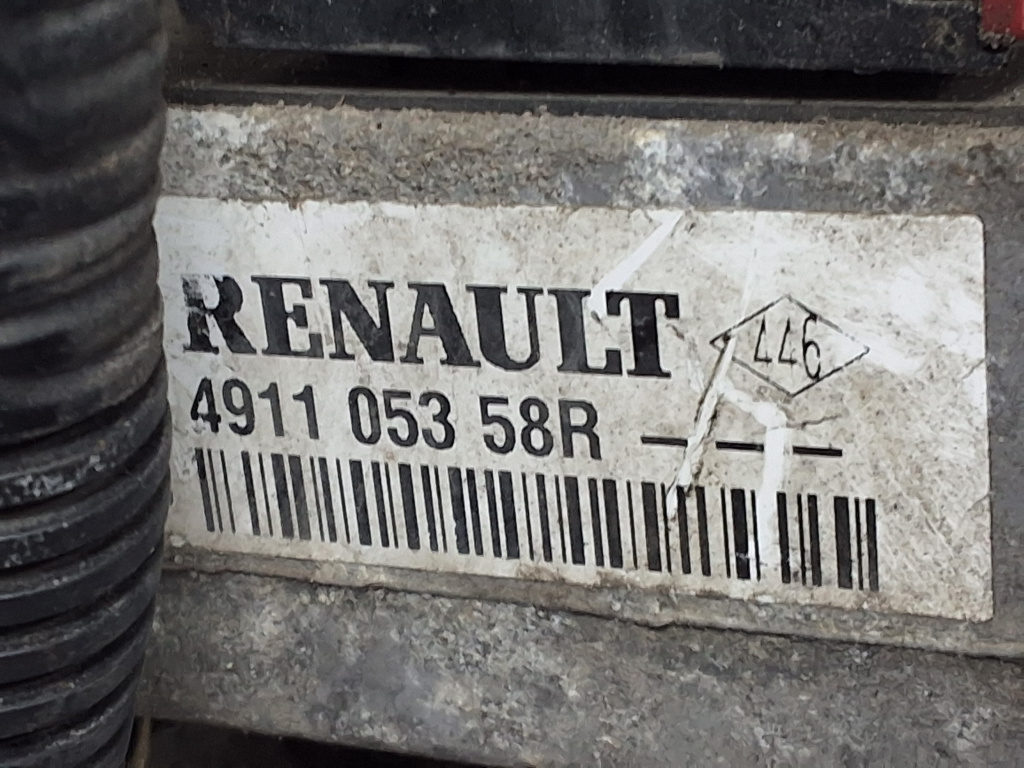 RENAULT
446
4911 053 58R — — —